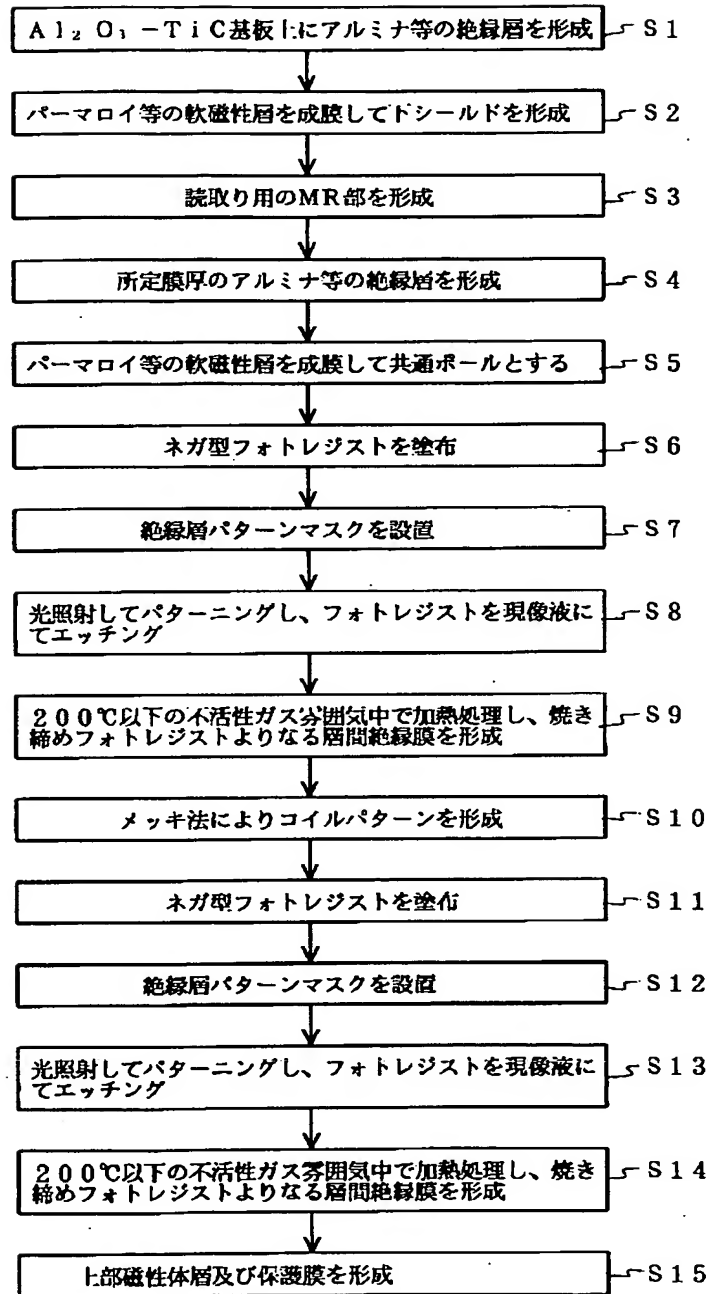 Al₂O₃－TiC基板上にアルミナ等の絶縁層を形成 S1
パーマロイ等の軟磁性層を成膜して下シールドを形成 S2
読取り用のMR部を形成 S3
所定膜厚のアルミナ等の絶縁層を形成 S4
パーマロイ等の軟磁性層を成膜して共通ポールとする S5
ネガ型フォトレジストを塗布 S6
絶縁層パターンマスクを設置 S7
光照射してパターニングし、フォトレジストを現像液に S8
てエッチング
200℃以下の不活性ガス雰囲気中で加熱処理し、焼き S9
締めフォトレジストよりなる層間絶縁膜を形成
メッキ法によりコイルパターンを形成 S10
ネガ型フォトレジストを塗布 S11
絶縁層パターンマスクを設置 S12
光照射してパターニングし、フォトレジストを現像液に S13
てエッチング
200℃以下の不活性ガス雰囲気中で加熱処理し、焼き S14
締めフォトレジストよりなる層間絶縁膜を形成
上部磁性体層及び保護膜を形成 S15